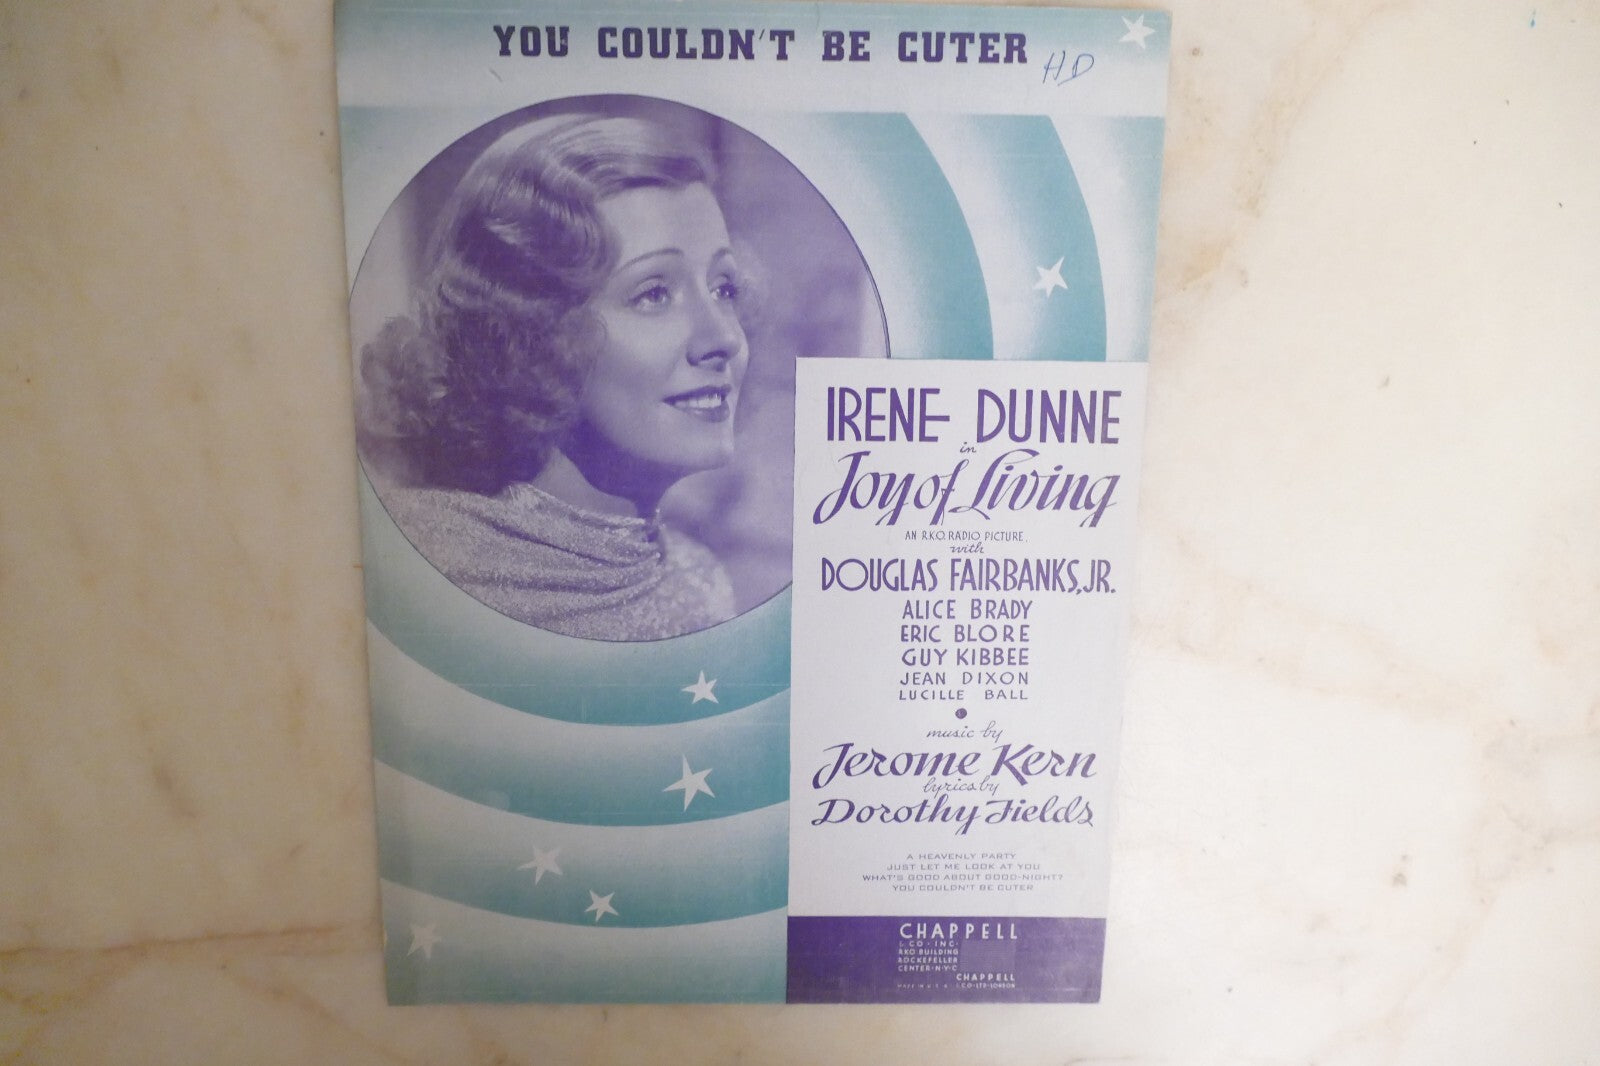 YOU COULDN'T BE CUTER
HD
IRENE DUNNE
in
Joy of Living
AN R.K.O. RADIO PICTURE.
with
DOUGLAS FAIRBANKS, JR.
ALICE BRADY
ERIC BLORE
GUY KIBBEE
JEAN DIXON
LUCILLE BALL
music by
Jerome Kern
lyrics by
Dorothy Fields
A HEAVENLY PARTY
JUST LET ME LOOK AT YOU
WHAT'S GOOD ABOUT GOOD-NIGHT?
YOU COULDN'T BE CUTER
CHAPPELL
& CO · INC·
RKO BUILDING
ROCKEFELLER
CENTER·N·Y·C
CHAPPELL
MADE IN U.S.A. & CO·LTD·LONDON